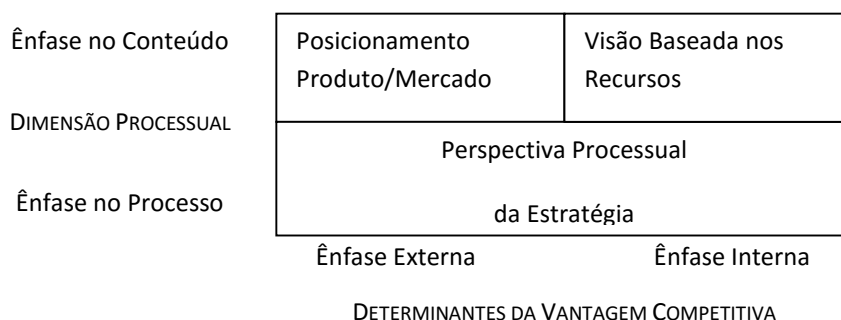 Ênfase no Conteúdo
Posicionamento
Produto/Mercado
Visão Baseada nos
Recursos
DIMENSÃO PROCESSUAL
Perspectiva Processual
da Estratégia
Ênfase no Processo
Ênfase Externa
Ênfase Interna
DETERMINANTES DA VANTAGEM COMPETITIVA